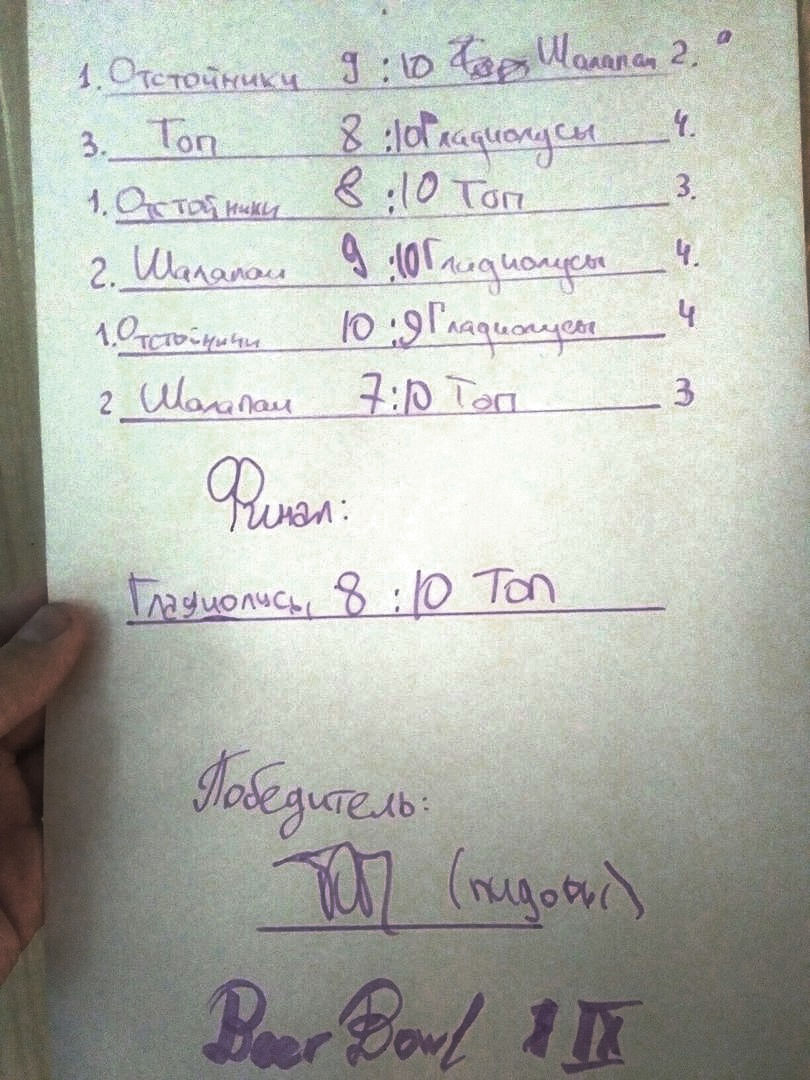 1. Отстойники 9 :10 Шалапаи 2.
3. Топ 8 :10 Гладиолусы 4.
1. Отстойники 8 :10 Топ 3.
2. Шалапаи 9 :10 Гладиолусы 4.
1. Отстойники 10 :9 Гладиолусы 4
2 Шалапаи 7:10 Топ 3
Финал:
Гладиолусы 8 :10 Топ
Победитель:
ТОП
Beer Bowl IX